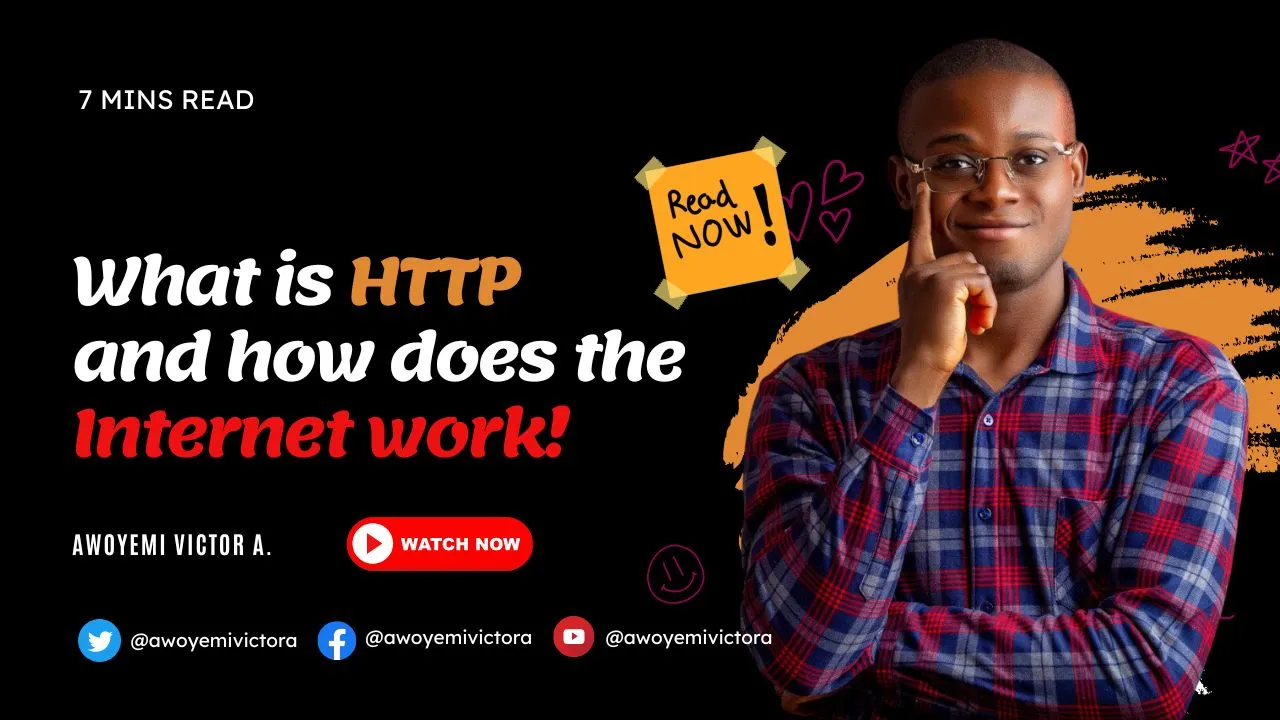 7 MINS READ
Read
NOW!
What is HTTP
and how does the
Internet work!
AWOYEMI VICTOR A.
WATCH NOW
@awoyemivictora
@awoyemivictora
@awoyemivictora